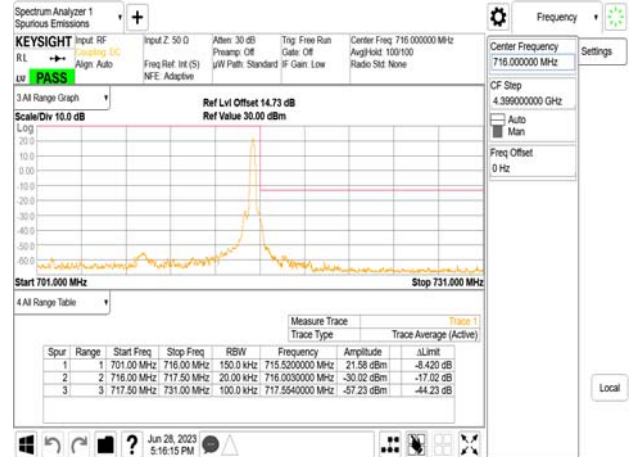 Spectrum Analyzer 1
Spurious Emissions
Frequency
KEYSIGHT Input: RF Input Z: 50 Ω Atten: 30 dB Trig: Free Run Center Freq: 716.000000 MHz
RL Coupling: DC Preamp: Off Gate: Off Avg|Hold: 100/100
Align: Auto Freq Ref: Int (S) µW Path: Standard IF Gain: Low Radio Std: None
NFE: Adaptive
PASS
3 All Range Graph
Ref Lvl Offset 14.73 dB
Scale/Div 10.0 dB Ref Value 30.00 dBm
Log
20.0
10.0
0.00
-10.0
-20.0
-30.0
-40.0
-50.0
-60.0
Start 701.000 MHz Stop 731.000 MHz
4 All Range Table
Measure Trace Trace 1
Trace Type Trace Average (Active)
Spur Range Start Freq Stop Freq RBW Frequency Amplitude ΔLimit
1 1 701.00 MHz 716.00 MHz 150.0 kHz 715.5200000 MHz 21.58 dBm -8.420 dB
2 2 716.00 MHz 717.50 MHz 20.00 kHz 716.0030000 MHz -30.02 dBm -17.02 dB
3 3 717.50 MHz 731.00 MHz 100.0 kHz 717.5540000 MHz -57.23 dBm -44.23 dB
Jun 28, 2023
5:16:15 PM
Center Frequency
716.000000 MHz
Settings
CF Step
4.399000000 GHz
Auto
Man
Freq Offset
0 Hz
Local